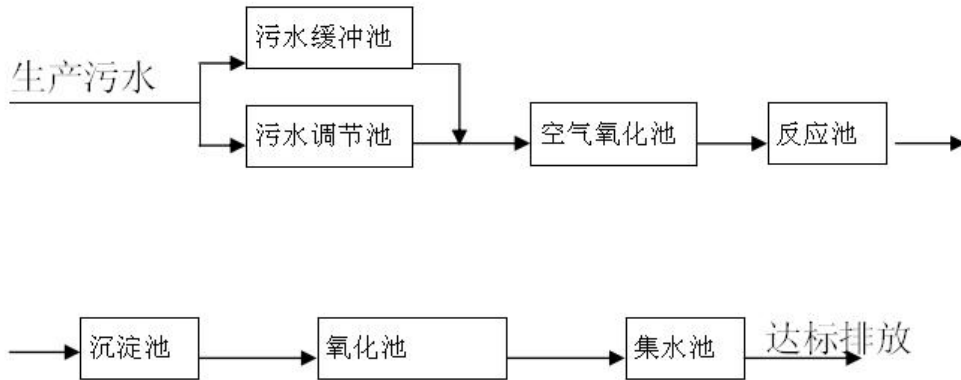 污水缓冲池
生产污水
污水调节池
空气氧化池
反应池
沉淀池
氧化池
集水池
达标排放